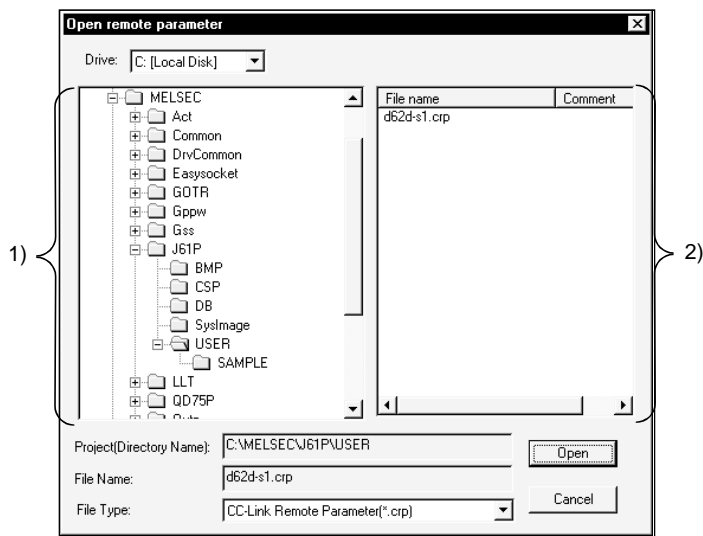 Open remote parameter
Drive: C: [Local Disk]
1)
MELSEC
Act
Common
DrvCommon
Easysocket
GOTR
Gppw
Gss
J61P
BMP
CSP
DB
SysImage
USER
SAMPLE
LLT
QD75P
File name Comment
d62d-s1.crp
2)
Project(Directory Name): C:\MELSEC\J61P\USER
Open
File Name: d62d-s1.crp
File Type: CC-Link Remote Parameter(*.crp)
Cancel